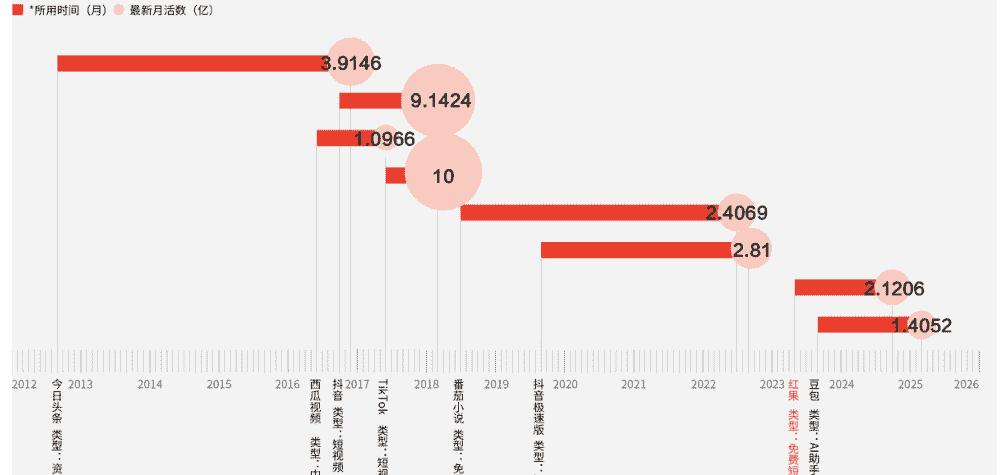 *所用时间（月） 最新月活数（亿）
3.9146
9.1424
1.0966
10
2.4069
2.81
2.1206
1.4052
2012 2013 2014 2015 2016 2017 2018 2019 2020 2021 2022 2023 2024 2025 2026
今日头条 类型：资
西瓜视频 类型：中
抖音 类型：短视频
TikTok 类型：短视
番茄小说 类型：免
抖音极速版 类型：
红果 类型：免费短
豆包 类型：AI助手